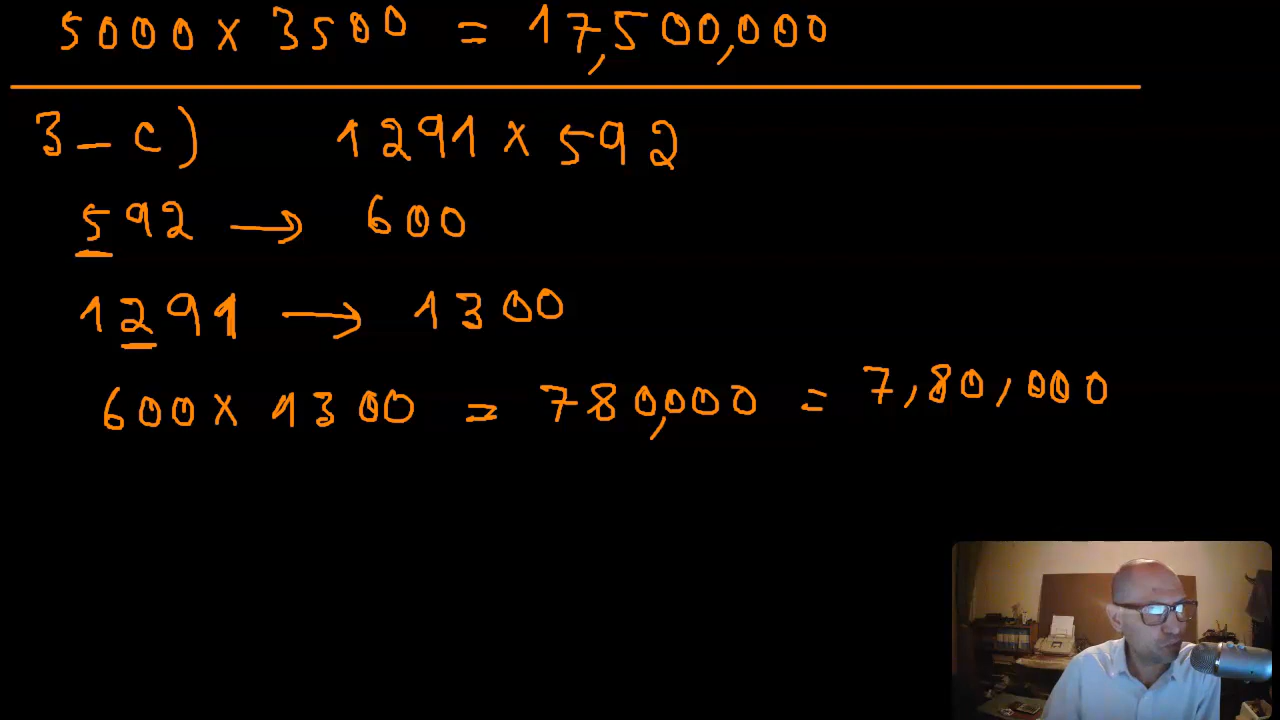 5000 x 3500 = 17,500,000
3-c) 1291 x 592
592 → 600
1291 → 1300
600 x 1300 = 780,000 = 7,80,000